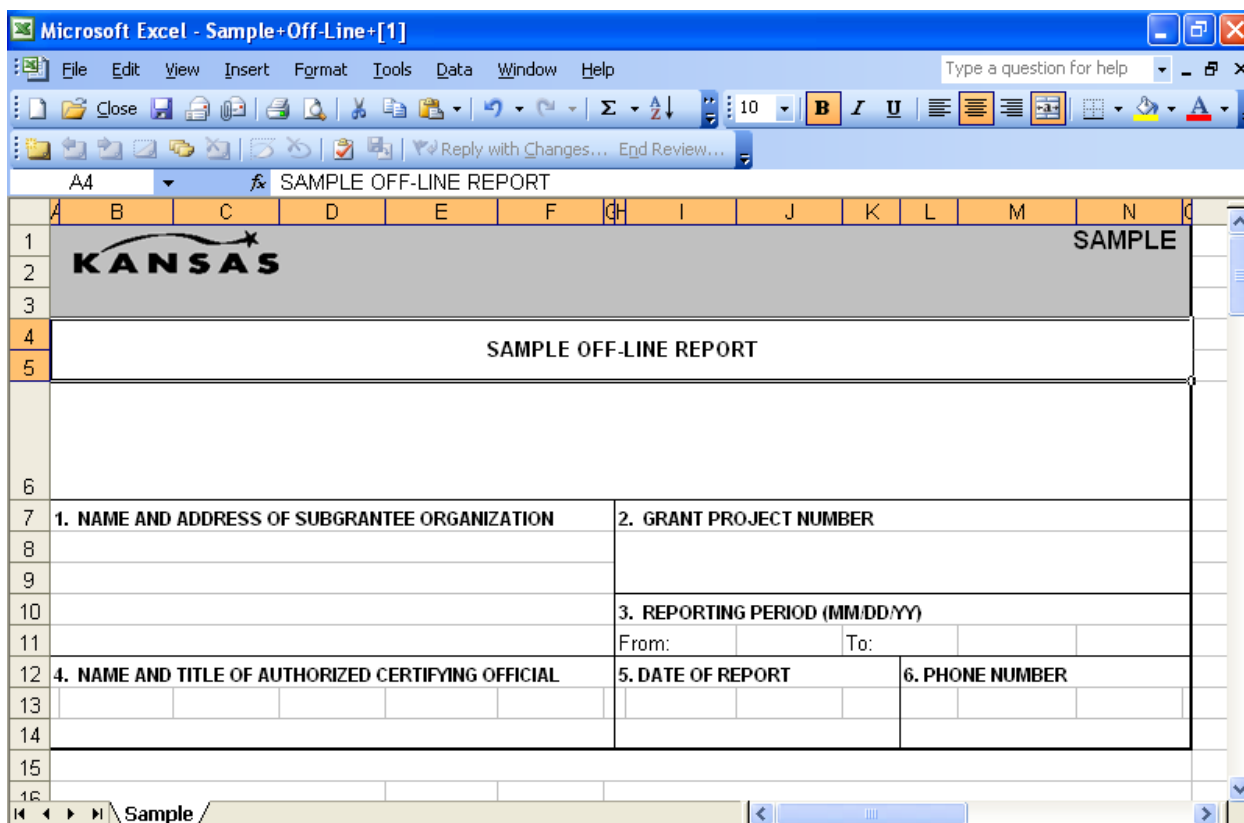 Microsoft Excel - Sample+Off-Line+[1]
File Edit View Insert Format Tools Data Window Help Type a question for help
Close Σ 10 B I U A
Reply with Changes... End Review...
A4 fx SAMPLE OFF-LINE REPORT
A B C D E F G H I J K L M N
1 KANSAS SAMPLE
2
3
4 SAMPLE OFF-LINE REPORT
5
6
7 1. NAME AND ADDRESS OF SUBGRANTEE ORGANIZATION 2. GRANT PROJECT NUMBER
8
9
10 3. REPORTING PERIOD (MM/DD/YY)
11 From: To:
12 4. NAME AND TITLE OF AUTHORIZED CERTIFYING OFFICIAL 5. DATE OF REPORT 6. PHONE NUMBER
13
14
15
16
Sample